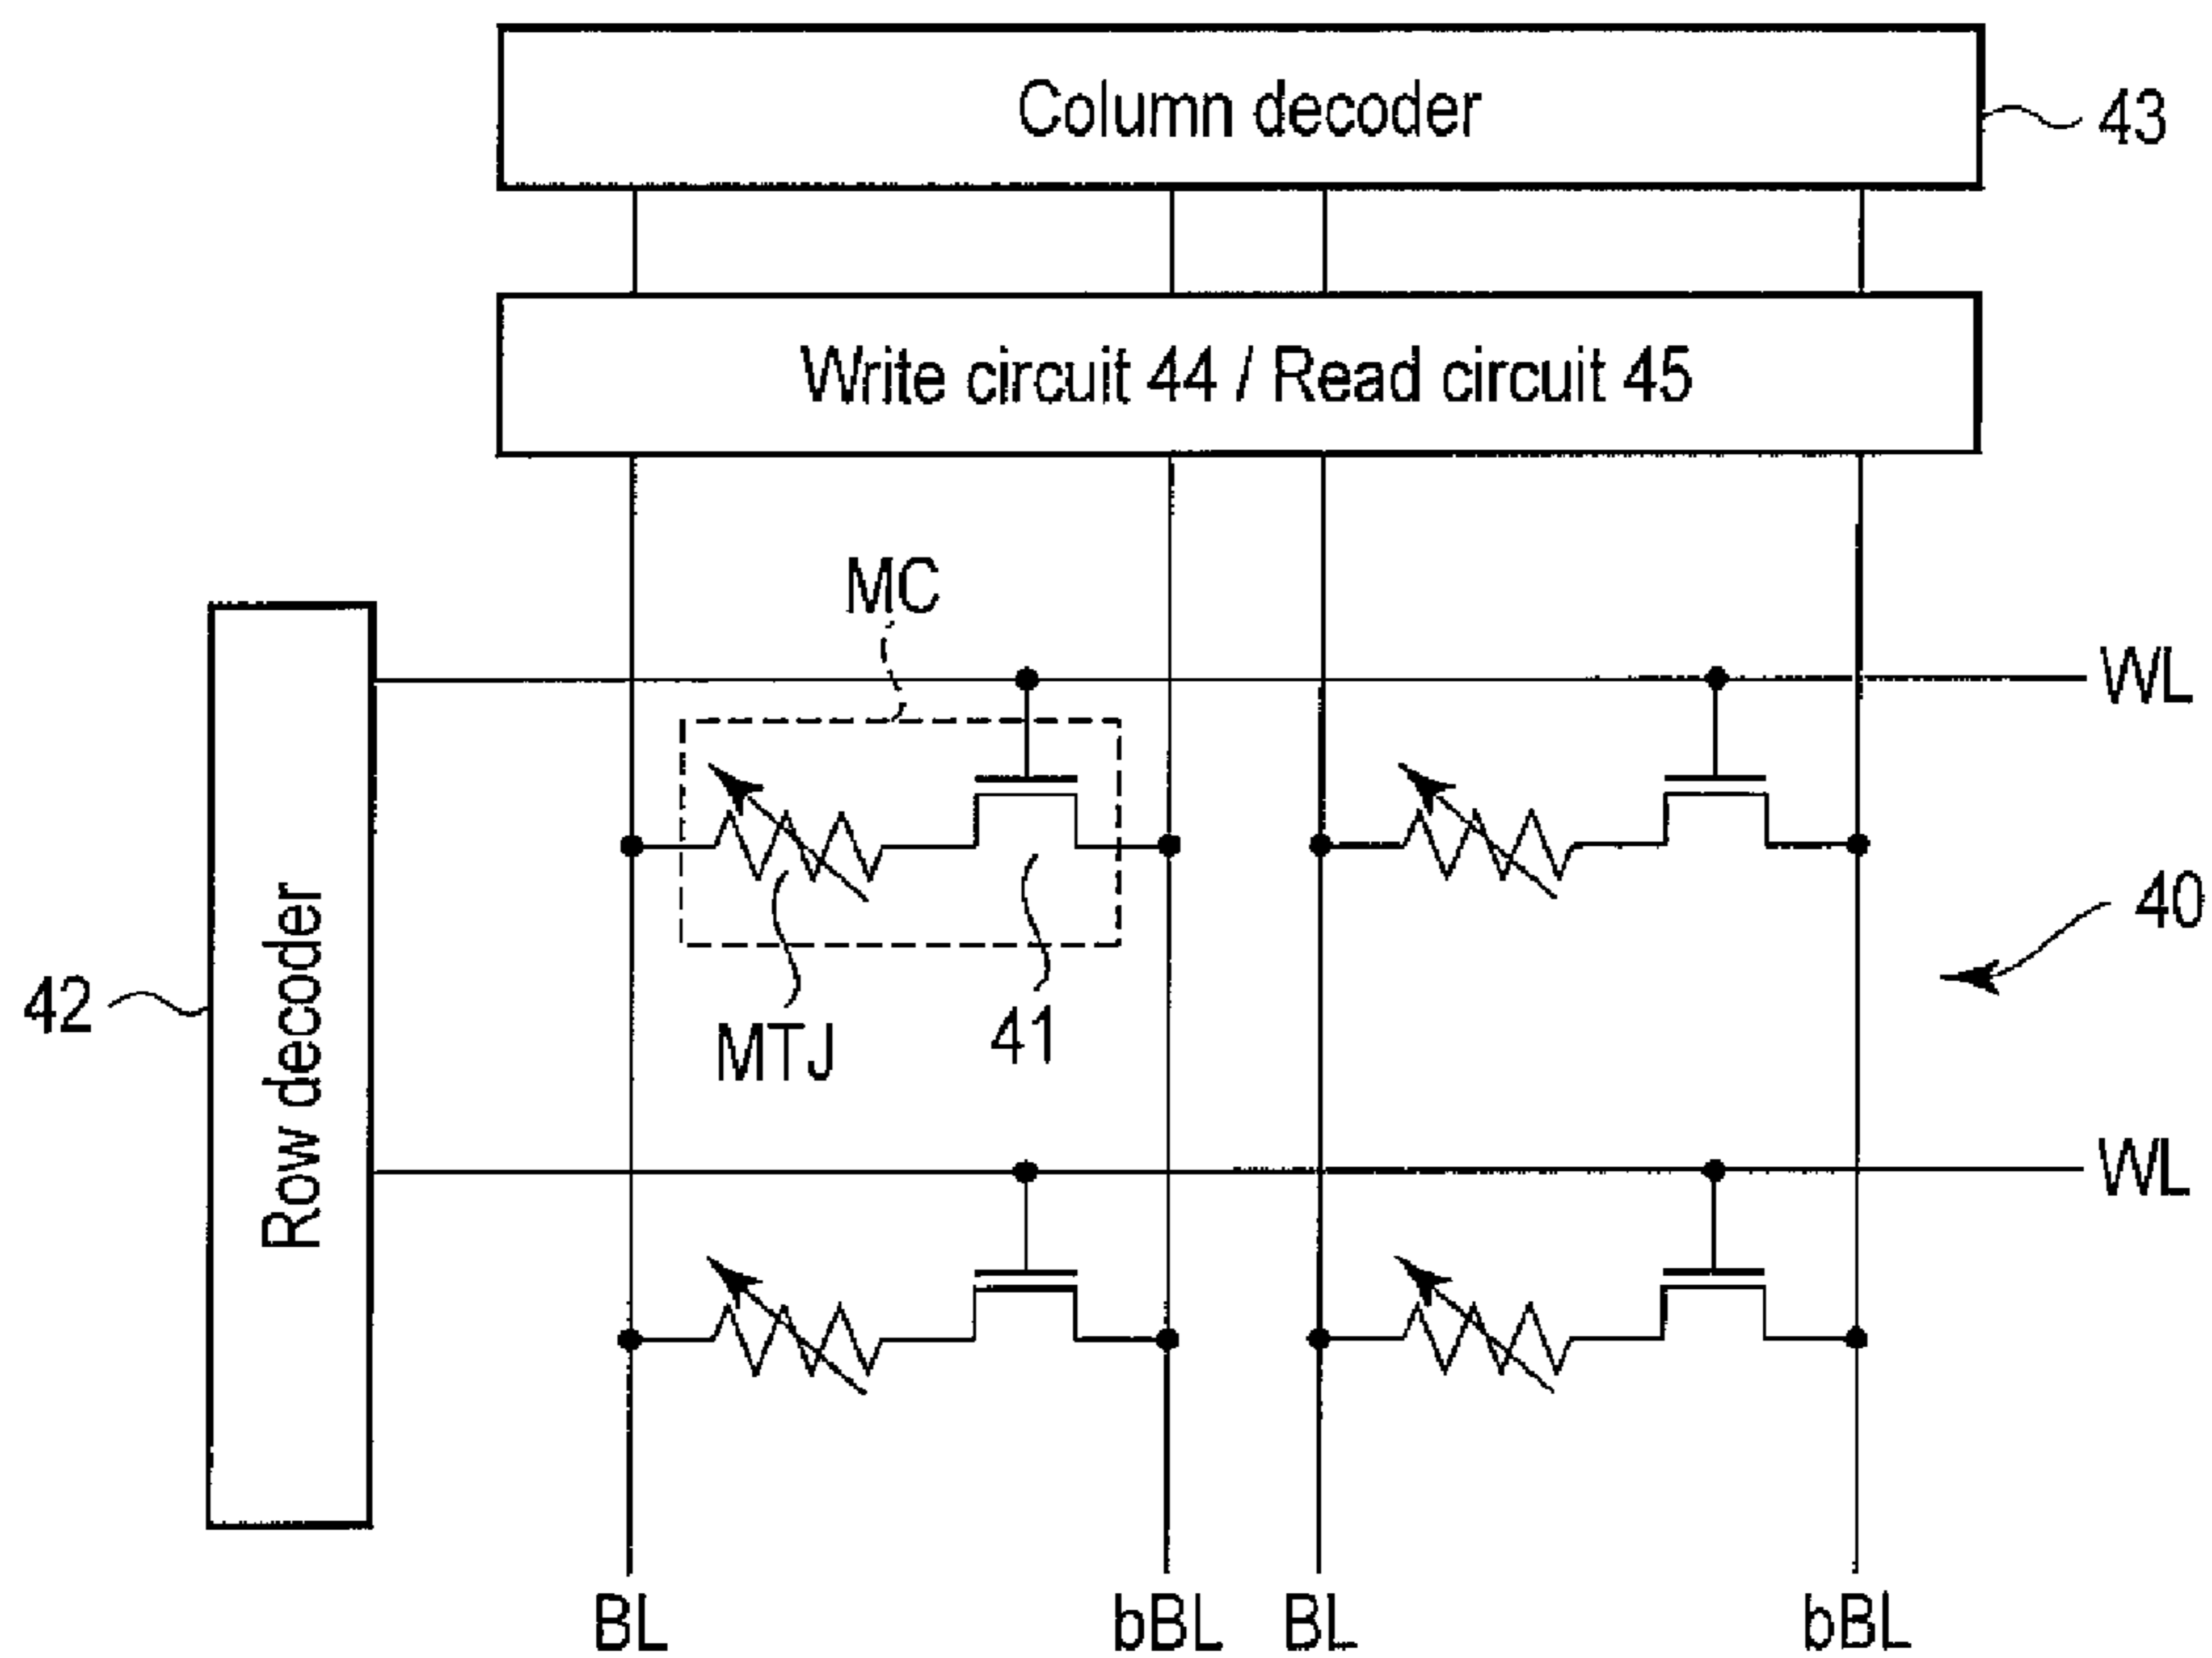 Column decoder
43
Write circuit 44 / Read circuit 45
MC
WL
40
42
Row decoder
MTJ
41
WL
BL
bBL
BL
bBL